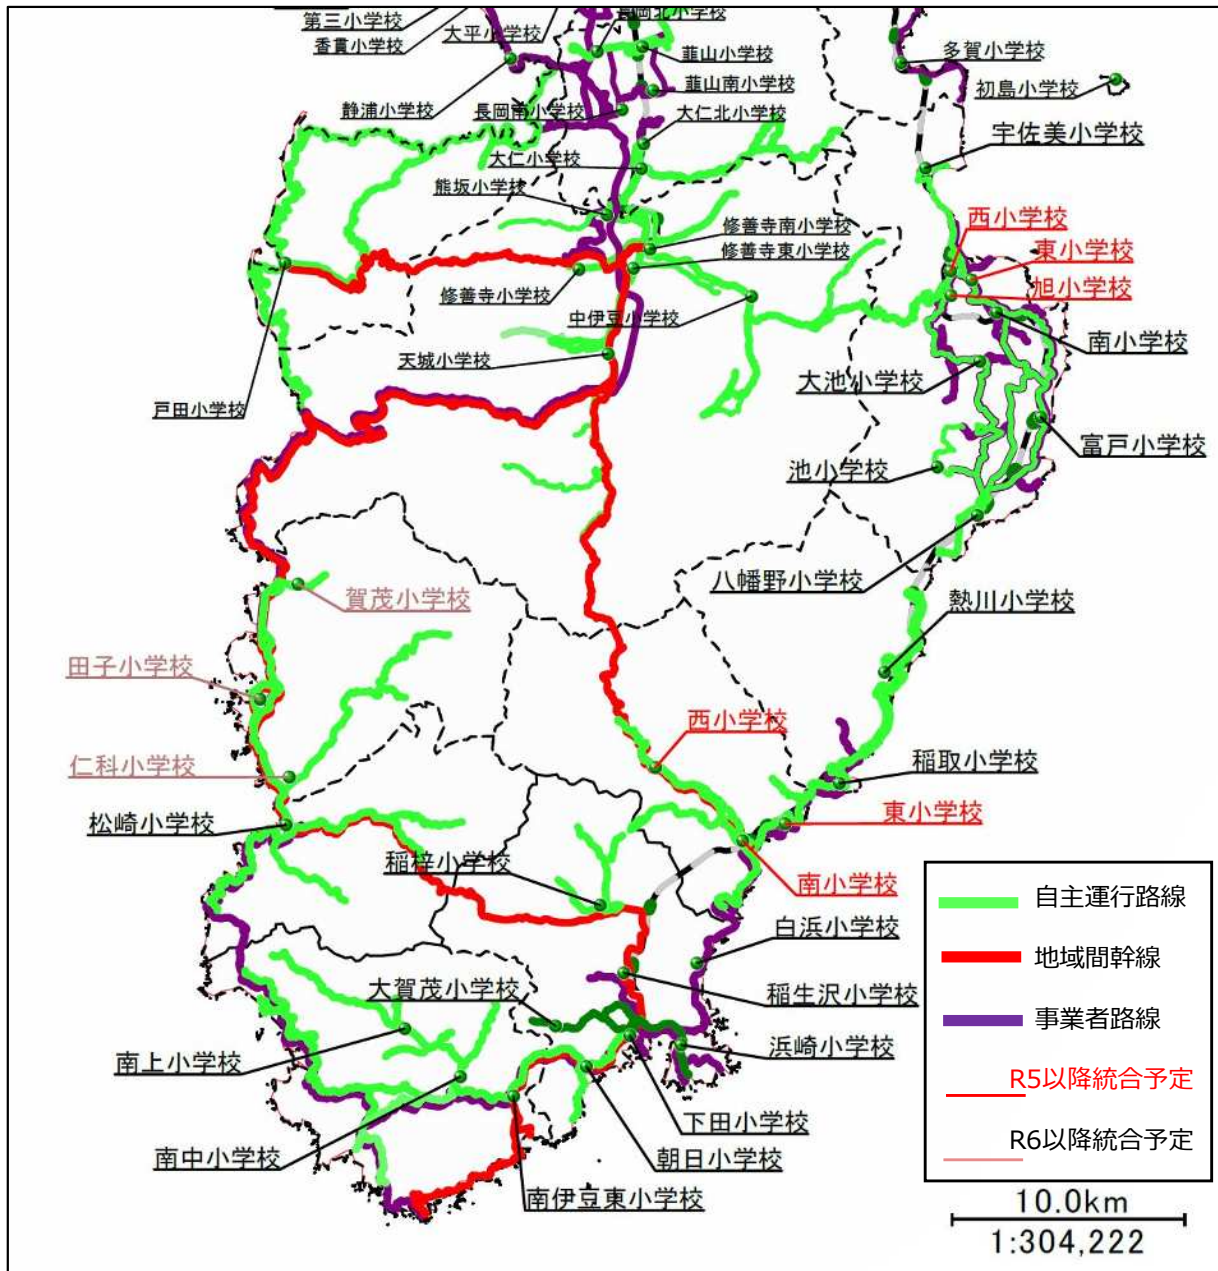 第三小学校
香貫小学校
大平小学校
長岡北小学校
韮山小学校
多賀小学校
初島小学校
静浦小学校
長岡南小学校
韮山南小学校
大仁北小学校
宇佐美小学校
大仁小学校
熊坂小学校
修善寺南小学校
修善寺東小学校
西小学校
東小学校
旭小学校
修善寺小学校
中伊豆小学校
南小学校
天城小学校
大池小学校
戸田小学校
富戸小学校
池小学校
八幡野小学校
熱川小学校
賀茂小学校
田子小学校
西小学校
仁科小学校
稲取小学校
松崎小学校
東小学校
稲梓小学校
南小学校
白浜小学校
大賀茂小学校
稲生沢小学校
浜崎小学校
南上小学校
下田小学校
南中小学校
朝日小学校
南伊豆東小学校
自主運行路線
地域間幹線
事業者路線
R5以降統合予定
R6以降統合予定
10.0km
1:304,222